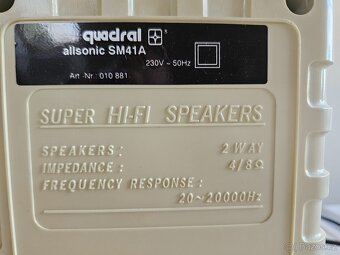 quadral
allsonic SM41A
230V ~ 50Hz
Art.-Nr.: 010 881
SUPER HI-FI SPEAKERS
SPEAKERS: 2 WAY
IMPEDANCE: 4/8Ω
FREQUENCY RESPONSE:
20~20000Hz